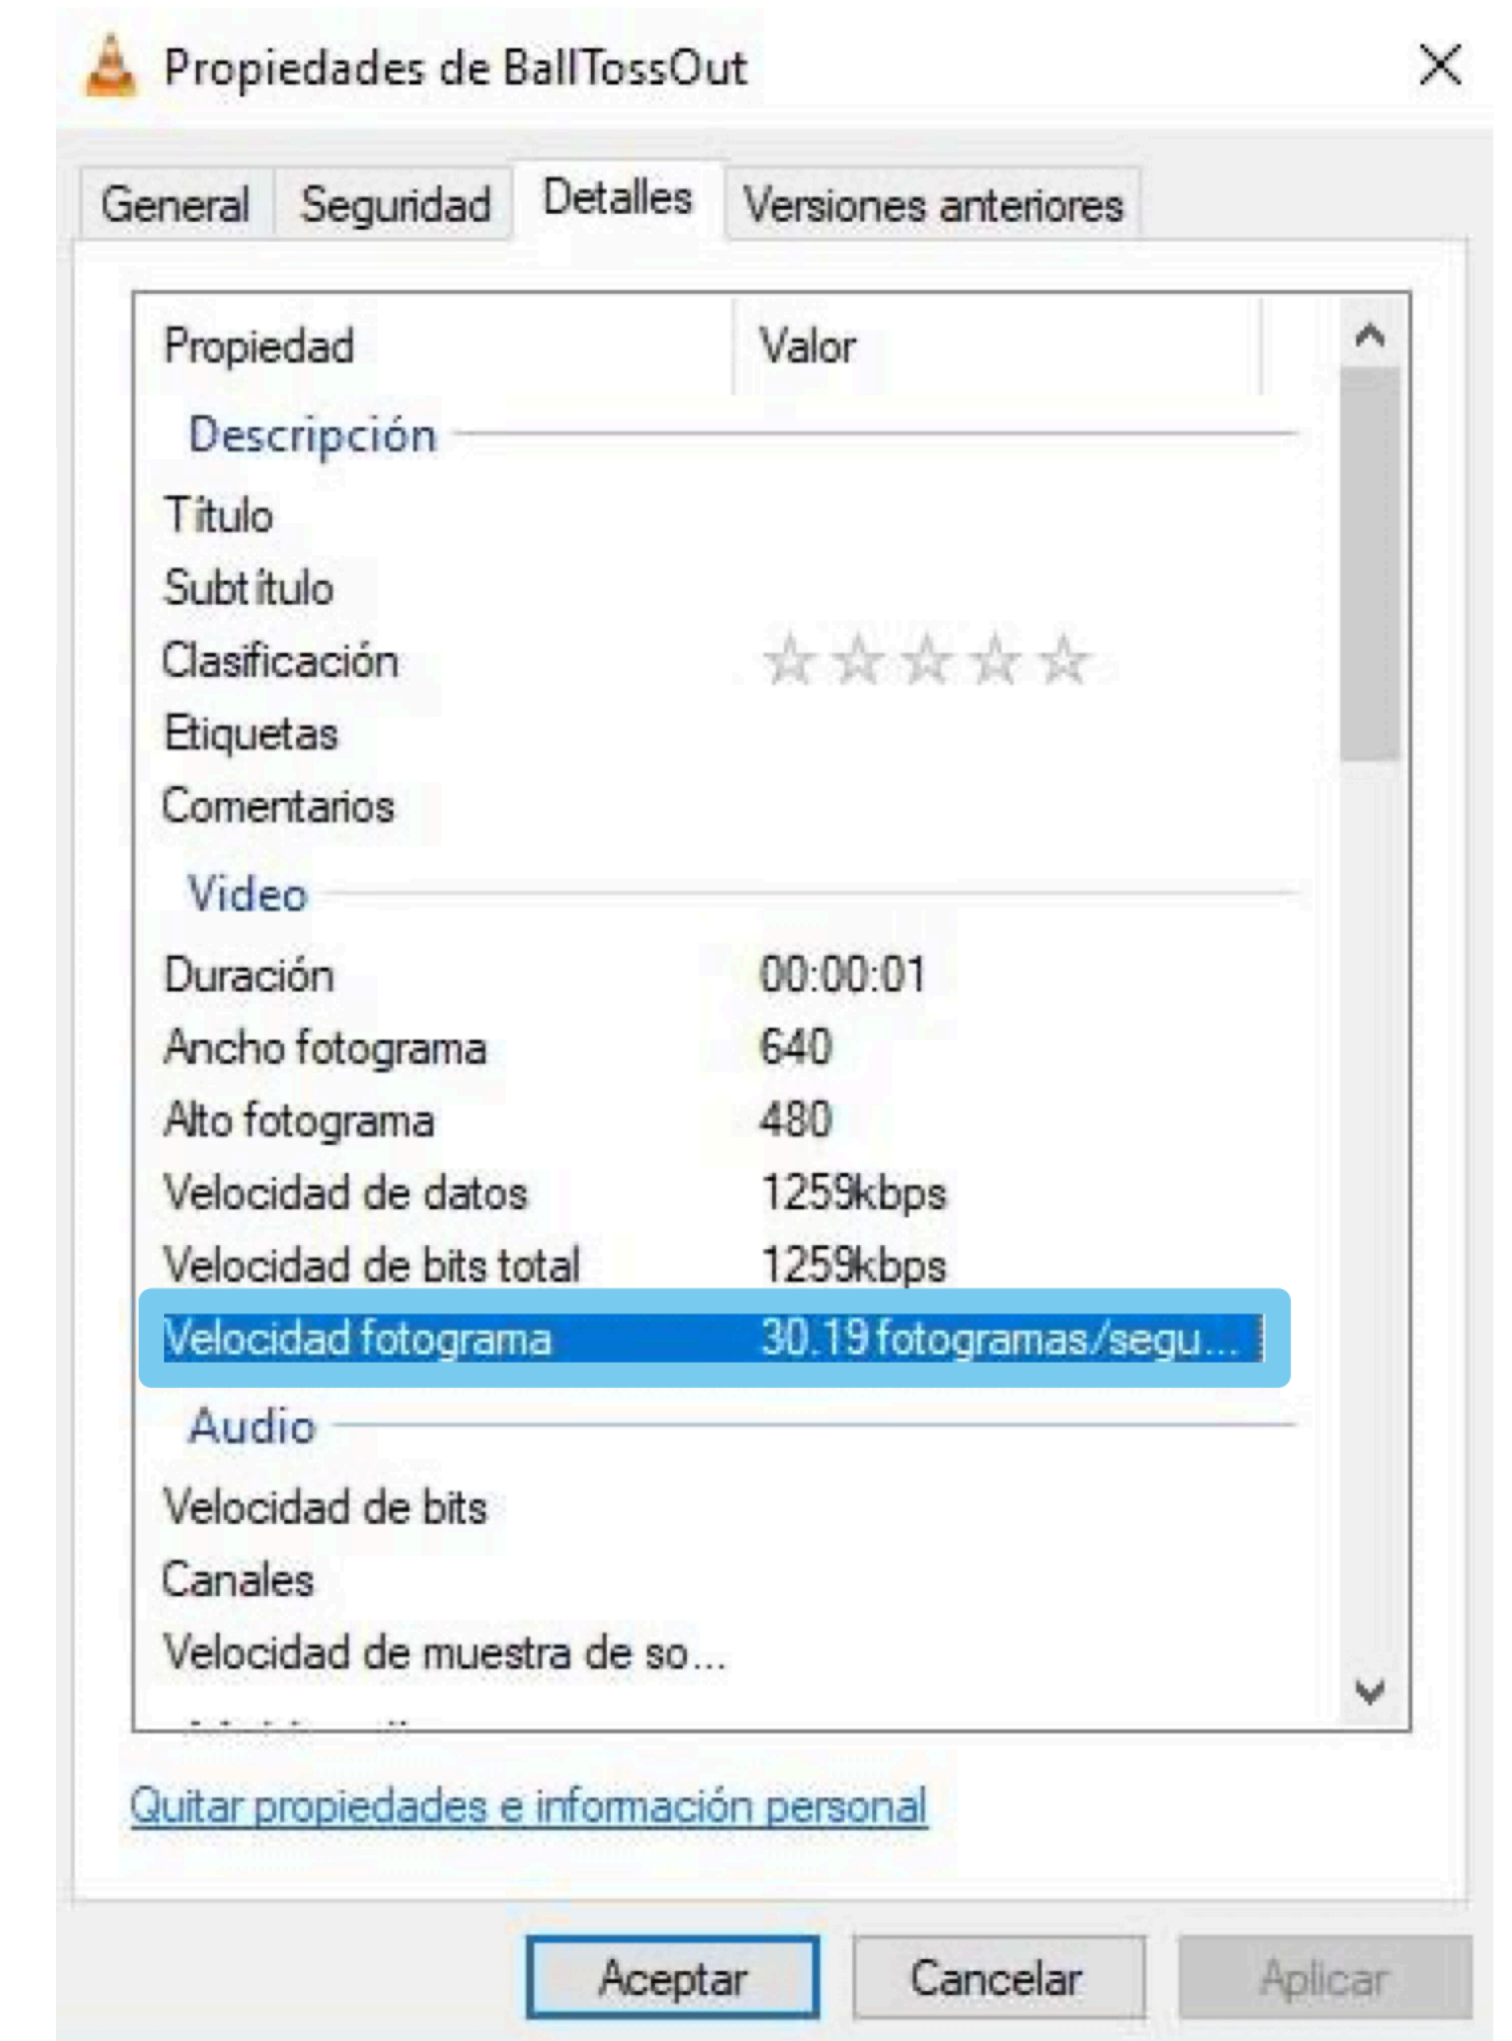 Propiedades de BallTossOut
General Seguridad Detalles Versiones anteriores
Propiedad Valor
Descripción
Título
Subtítulo
Clasificación
Etiquetas
Comentarios
Video
Duración 00:00:01
Ancho fotograma 640
Alto fotograma 480
Velocidad de datos 1259kbps
Velocidad de bits total 1259kbps
Velocidad fotograma 30.19 fotogramas/segu...
Audio
Velocidad de bits
Canales
Velocidad de muestra de so...
Quitar propiedades e información personal
Aceptar Cancelar Aplicar